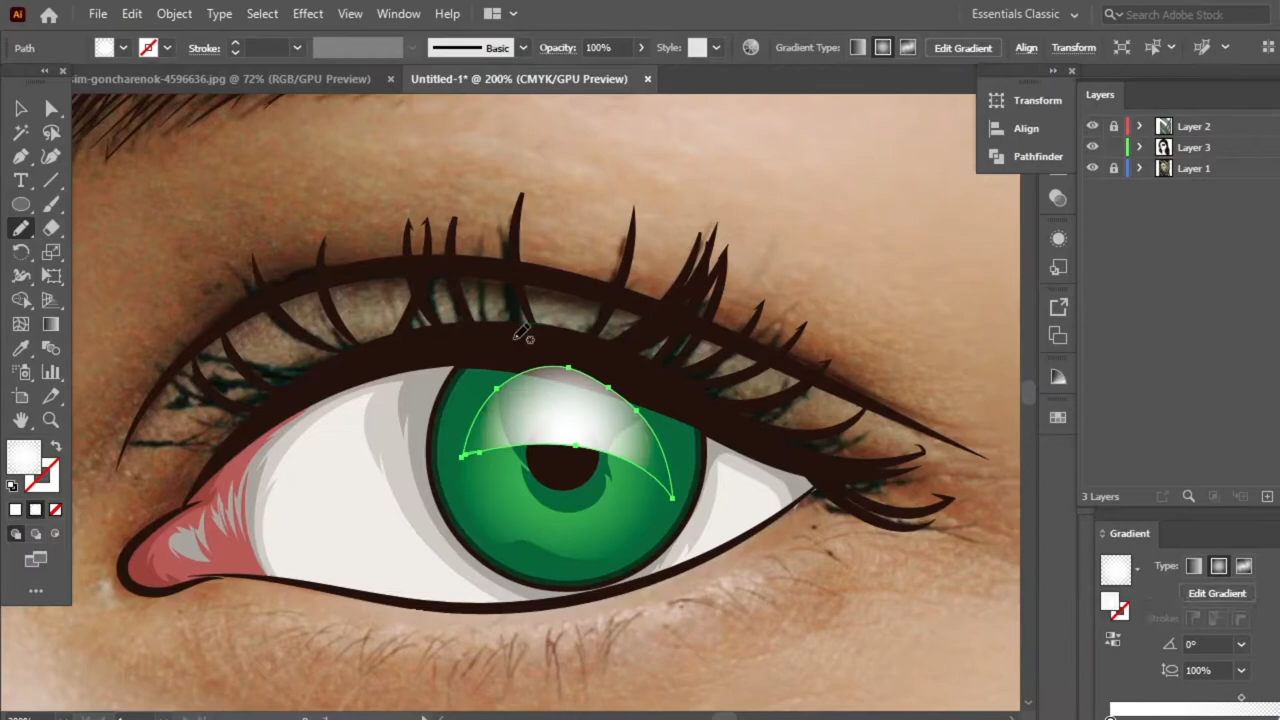 Ai File Edit Object Type Select Effect View Window Help Essentials Classic Search Adobe Stock
Path Stroke: Basic Opacity: 100% Style: Gradient Type: Edit Gradient Align Transform
sim-goncharenok-4596636.jpg @ 72% (RGB/GPU Preview) Untitled-1* @ 200% (CMYK/GPU Preview)
Transform
Align
Pathfinder
Layers
Layer 2
Layer 3
Layer 1
3 Layers
Gradient
Type:
Edit Gradient
Stroke:
0°
100%